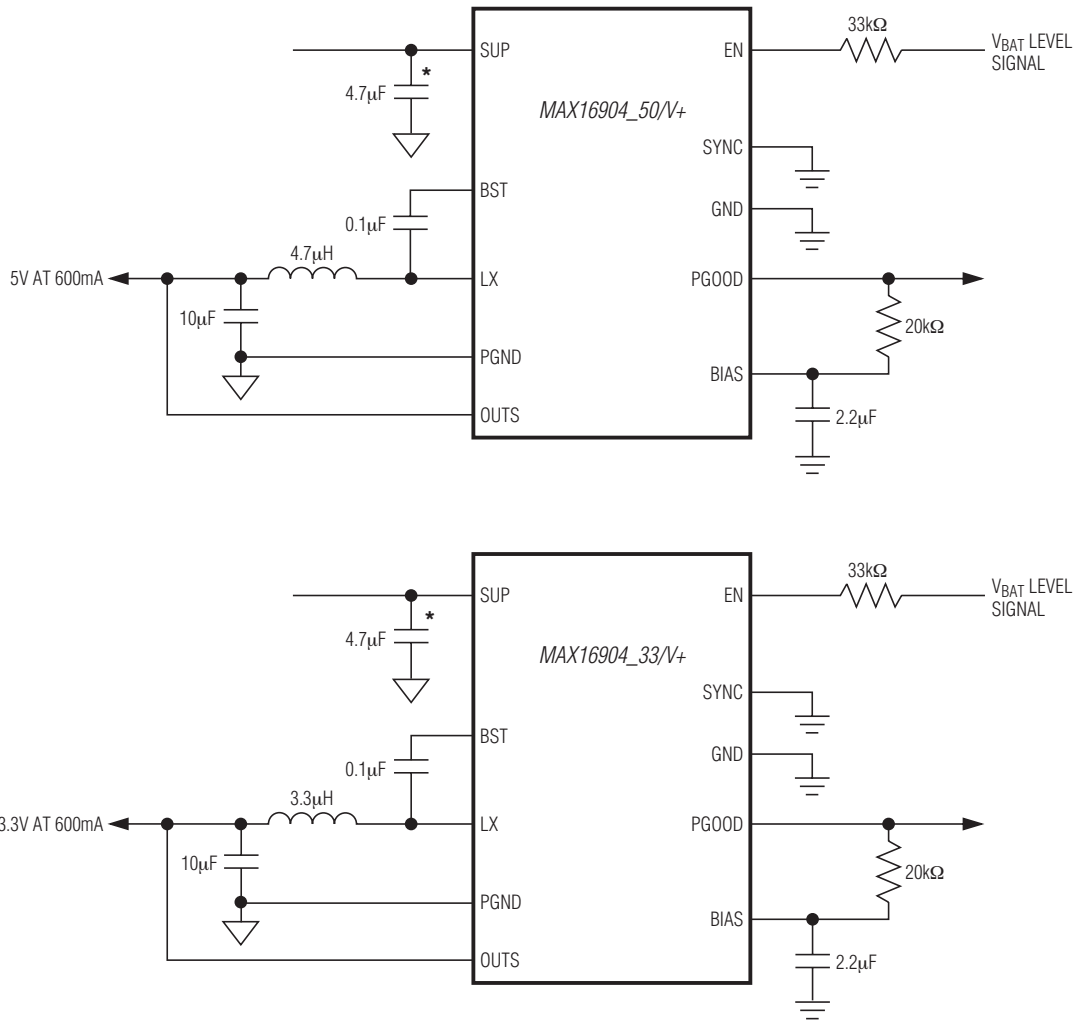 SUP
EN
33kΩ
V_BAT LEVEL
SIGNAL
*
4.7µF
MAX16904_50/V+
SYNC
BST
GND
0.1µF
4.7µH
5V AT 600mA
LX
PGOOD
10µF
20kΩ
PGND
BIAS
OUTS
2.2µF
SUP
EN
33kΩ
V_BAT LEVEL
SIGNAL
*
4.7µF
MAX16904_33/V+
SYNC
BST
GND
0.1µF
3.3µH
3.3V AT 600mA
LX
PGOOD
10µF
20kΩ
PGND
BIAS
OUTS
2.2µF